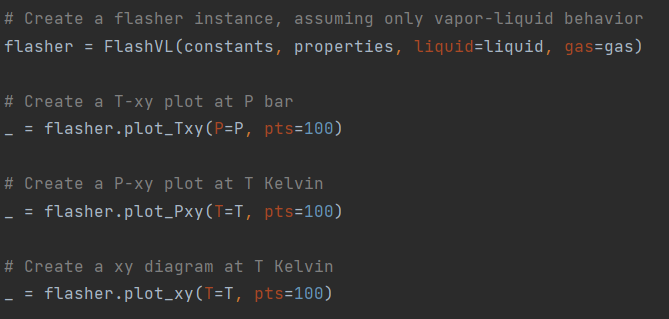 # Create a flasher instance, assuming only vapor-liquid behavior
flasher = FlashVL(constants, properties, liquid=liquid, gas=gas)
# Create a T-xy plot at P bar
_ = flasher.plot_Txy(P=P, pts=100)
# Create a P-xy plot at T Kelvin
_ = flasher.plot_Pxy(T=T, pts=100)
# Create a xy diagram at T Kelvin
_ = flasher.plot_xy(T=T, pts=100)